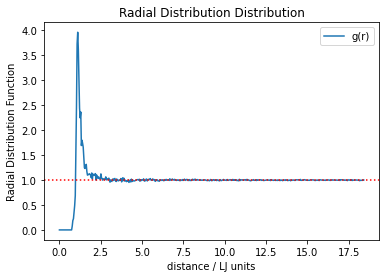 Radial Distribution Distribution
g(r)
Radial Distribution Function
4.0
3.5
3.0
2.5
2.0
1.5
1.0
0.5
0.0
0.0 2.5 5.0 7.5 10.0 12.5 15.0 17.5
distance / LJ units